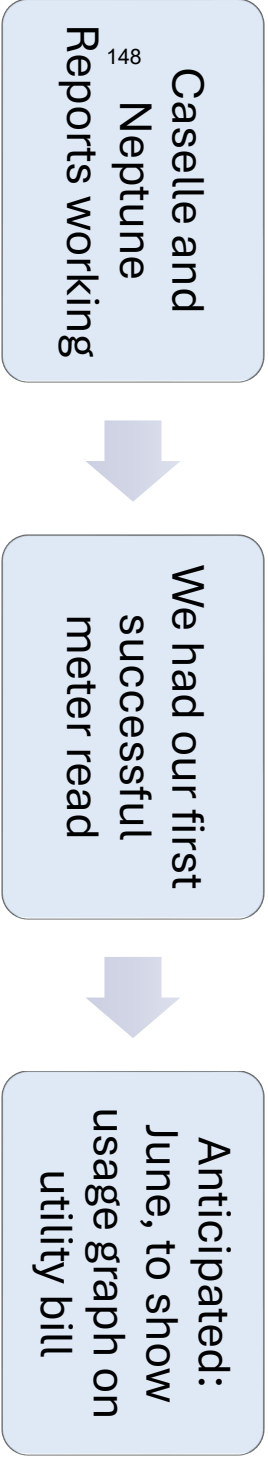 Caselle and
Neptune
Reports working
148
We had our first
successful
meter read
Anticipated:
June, to show
usage graph on
utility bill